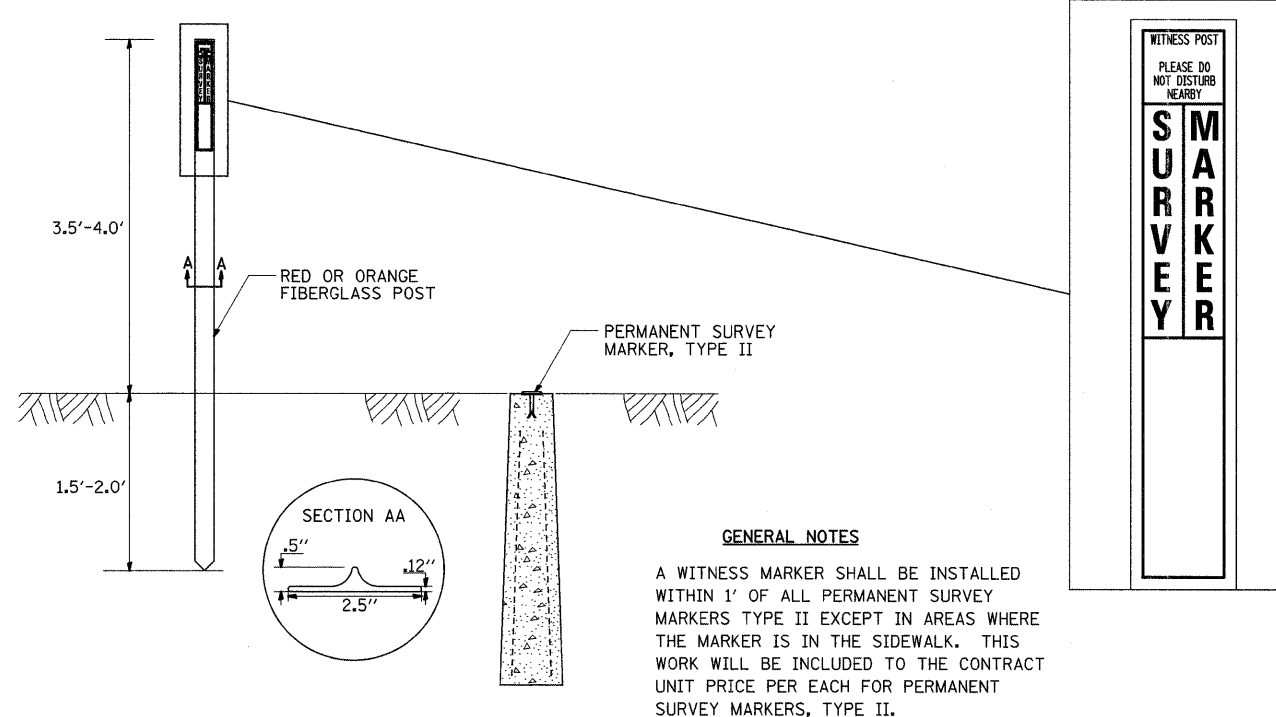 3.5'-4.0'
A A
RED OR ORANGE
FIBERGLASS POST
PERMANENT SURVEY
MARKER, TYPE II
1.5'-2.0'
SECTION AA
.5''
.12''
2.5''
WITNESS POST
PLEASE DO
NOT DISTURB
NEARBY
SURVEY
MARKER
GENERAL NOTES
A WITNESS MARKER SHALL BE INSTALLED
WITHIN 1' OF ALL PERMANENT SURVEY
MARKERS TYPE II EXCEPT IN AREAS WHERE
THE MARKER IS IN THE SIDEWALK. THIS
WORK WILL BE INCLUDED TO THE CONTRACT
UNIT PRICE PER EACH FOR PERMANENT
SURVEY MARKERS, TYPE II.